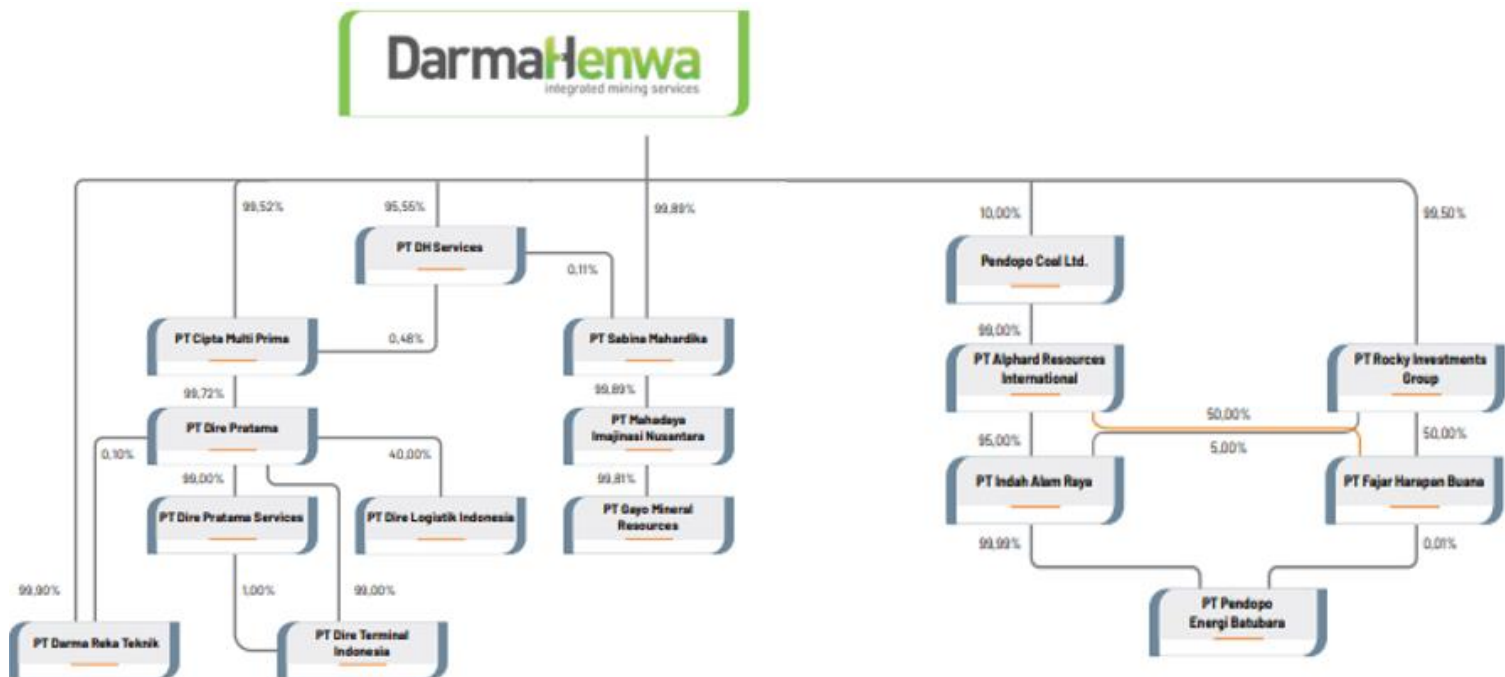 DarmaHenwa
integrated mining services
99,52%
95,55%
99,89%
10,00%
99,50%
PT DH Services
0,11%
Pendopo Coal Ltd.
PT Cipta Multi Prima
0,48%
PT Sabina Mahardika
99,00%
PT Alphard Resources
International
PT Rocky Investments
Group
99,72%
99,89%
PT Dire Pratama
PT Mahadaya
Imajinasi Nusantara
50,00%
0,10%
40,00%
95,00%
5,00%
50,00%
99,00%
99,81%
PT Indah Alam Raya
PT Fajar Harapan Buana
PT Dire Pratama Services
PT Dire Logistik Indonesia
PT Gayo Mineral
Resources
99,99%
0,01%
99,90%
1,00%
99,00%
PT Pendopo
Energi Batubara
PT Darma Reka Teknik
PT Dire Terminal
Indonesia